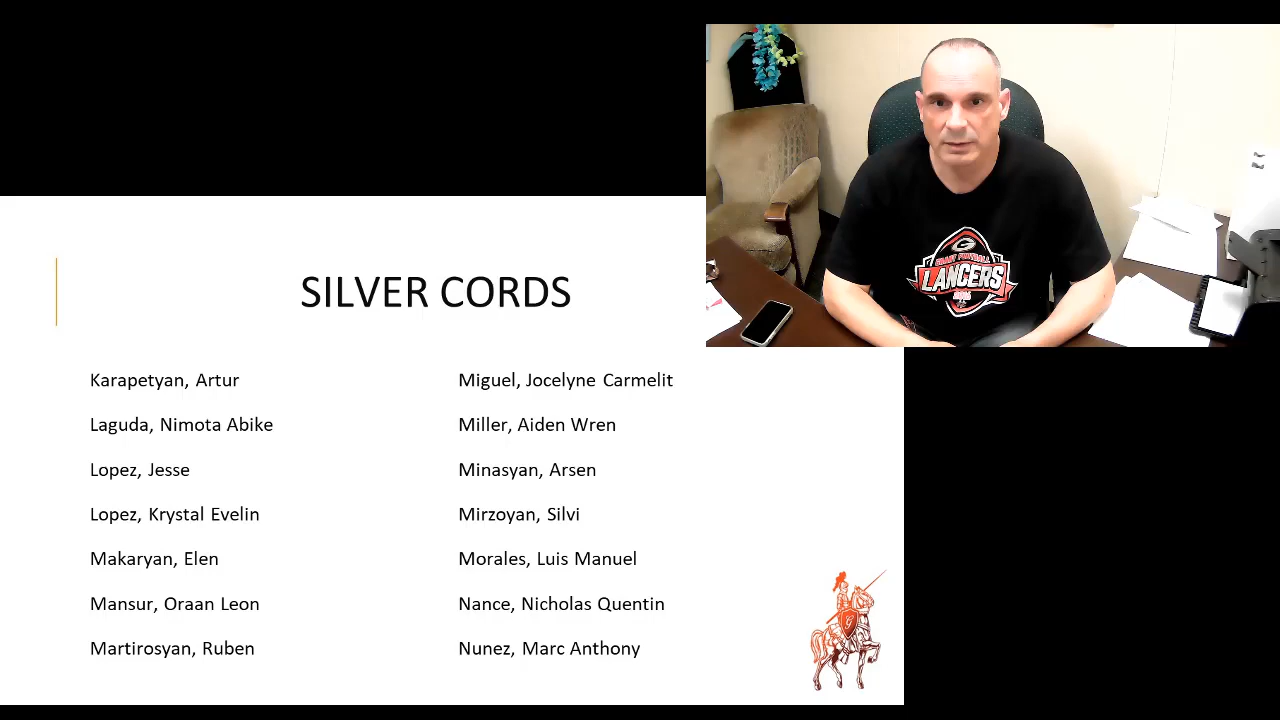 SILVER CORDS
Karapetyan, Artur
Laguda, Nimota Abike
Lopez, Jesse
Lopez, Krystal Evelin
Makaryan, Elen
Mansur, Oraan Leon
Martirosyan, Ruben
Miguel, Jocelyne Carmelit
Miller, Aiden Wren
Minasyan, Arsen
Mirzoyan, Silvi
Morales, Luis Manuel
Nance, Nicholas Quentin
Nunez, Marc Anthony
G
GRANT FOOTBALL
LANCERS
G